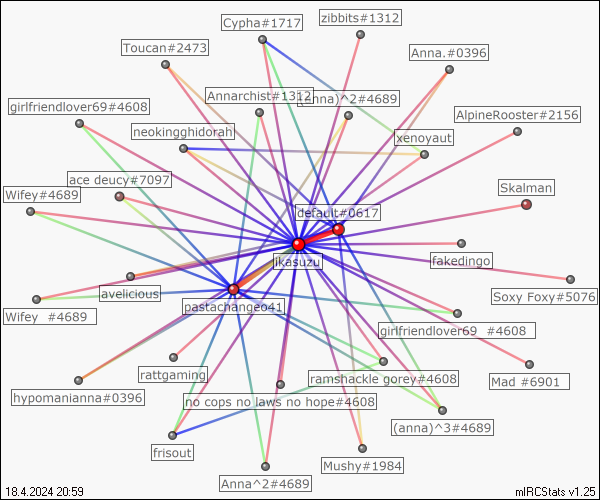 Cypha#1717
zibbits#1312
Toucan#2473
Anna.#0396
Annarchist#1312
(anna)^2#4689
girlfriendlover69#4608
AlpineRooster#2156
neokingghidorah
xenoyaut
ace deucy#7097
Skalman
Wifey#4689
default#0617
jkasuzu
fakedingo
Soxy Foxy#5076
avelicious
pastachangeo41
Wifey  #4689
girlfriendlover69  #4608
rattgaming
ramshackle gorey#4608
Mad #6901
hypomanianna#0396
no cops no laws no hope#4608
(anna)^3#4689
frisout
Mushy#1984
Anna^2#4689
18.4.2024 20:59
mIRCStats v1.25